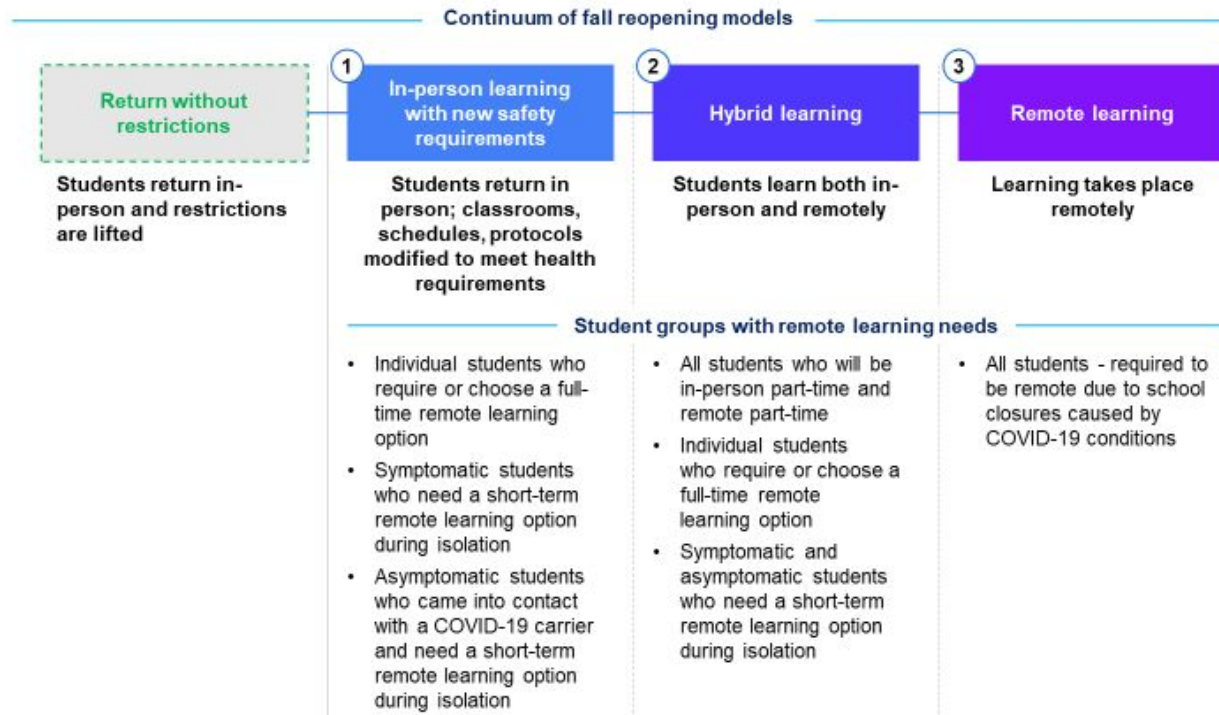 Continuum of fall reopening models
Return without
restrictions
Students return in-
person and restrictions
are lifted
1
In-person learning
with new safety
requirements
Students return in
person; classrooms,
schedules, protocols
modified to meet health
requirements
2
Hybrid learning
Students learn both in-
person and remotely
3
Remote learning
Learning takes place
remotely
Student groups with remote learning needs
• Individual students who
require or choose a full-
time remote learning
option
• Symptomatic students
who need a short-term
remote learning option
during isolation
• Asymptomatic students
who came into contact
with a COVID-19 carrier
and need a short-term
remote learning option
during isolation
• All students who will be
in-person part-time and
remote part-time
• Individual students
who require or choose a
full-time remote
learning option
• Symptomatic and
asymptomatic students
who need a short-term
remote learning option
during isolation
• All students - required to
be remote due to school
closures caused by
COVID-19 conditions